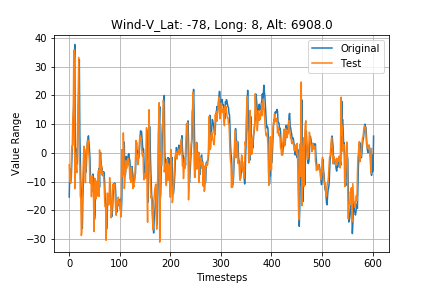 Wind-V_Lat: -78, Long: 8, Alt: 6908.0
Original
Test
Value Range
40
30
20
10
0
−10
−20
−30
0 100 200 300 400 500 600
Timesteps